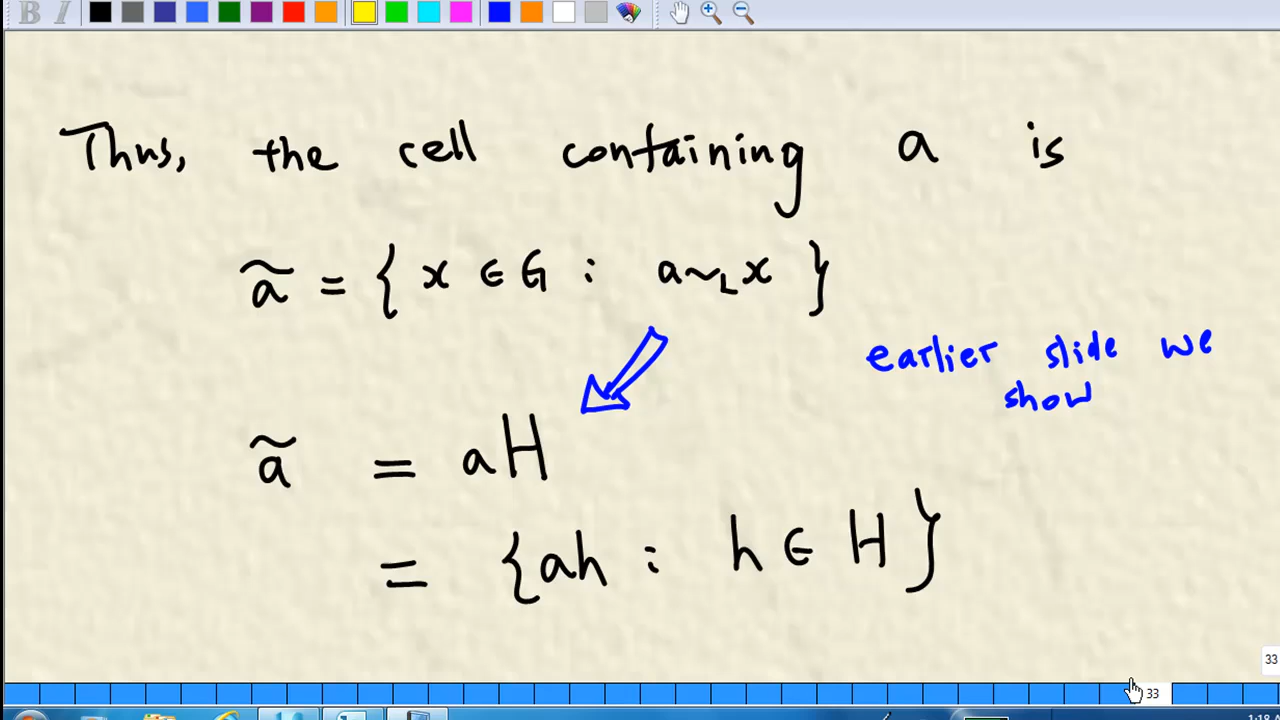 B I
Thus, the cell containing a is
ã = { x ∈ G : a ~L x }
earlier slide we
show
ã = aH
= {ah : h ∈ H}
33
33